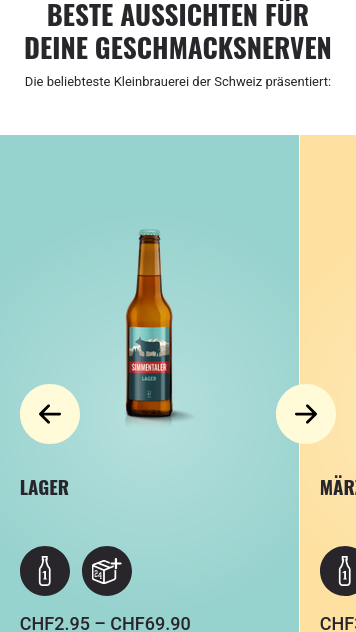 BESTE AUSSICHTEN FÜR
DEINE GESCHMACKSNERVEN
Die beliebteste Kleinbrauerei der Schweiz präsentiert:
SIMMENTALER
LAGER
LAGER
1
24
CHF2.95 – CHF69.90
MÄR
1
CHF